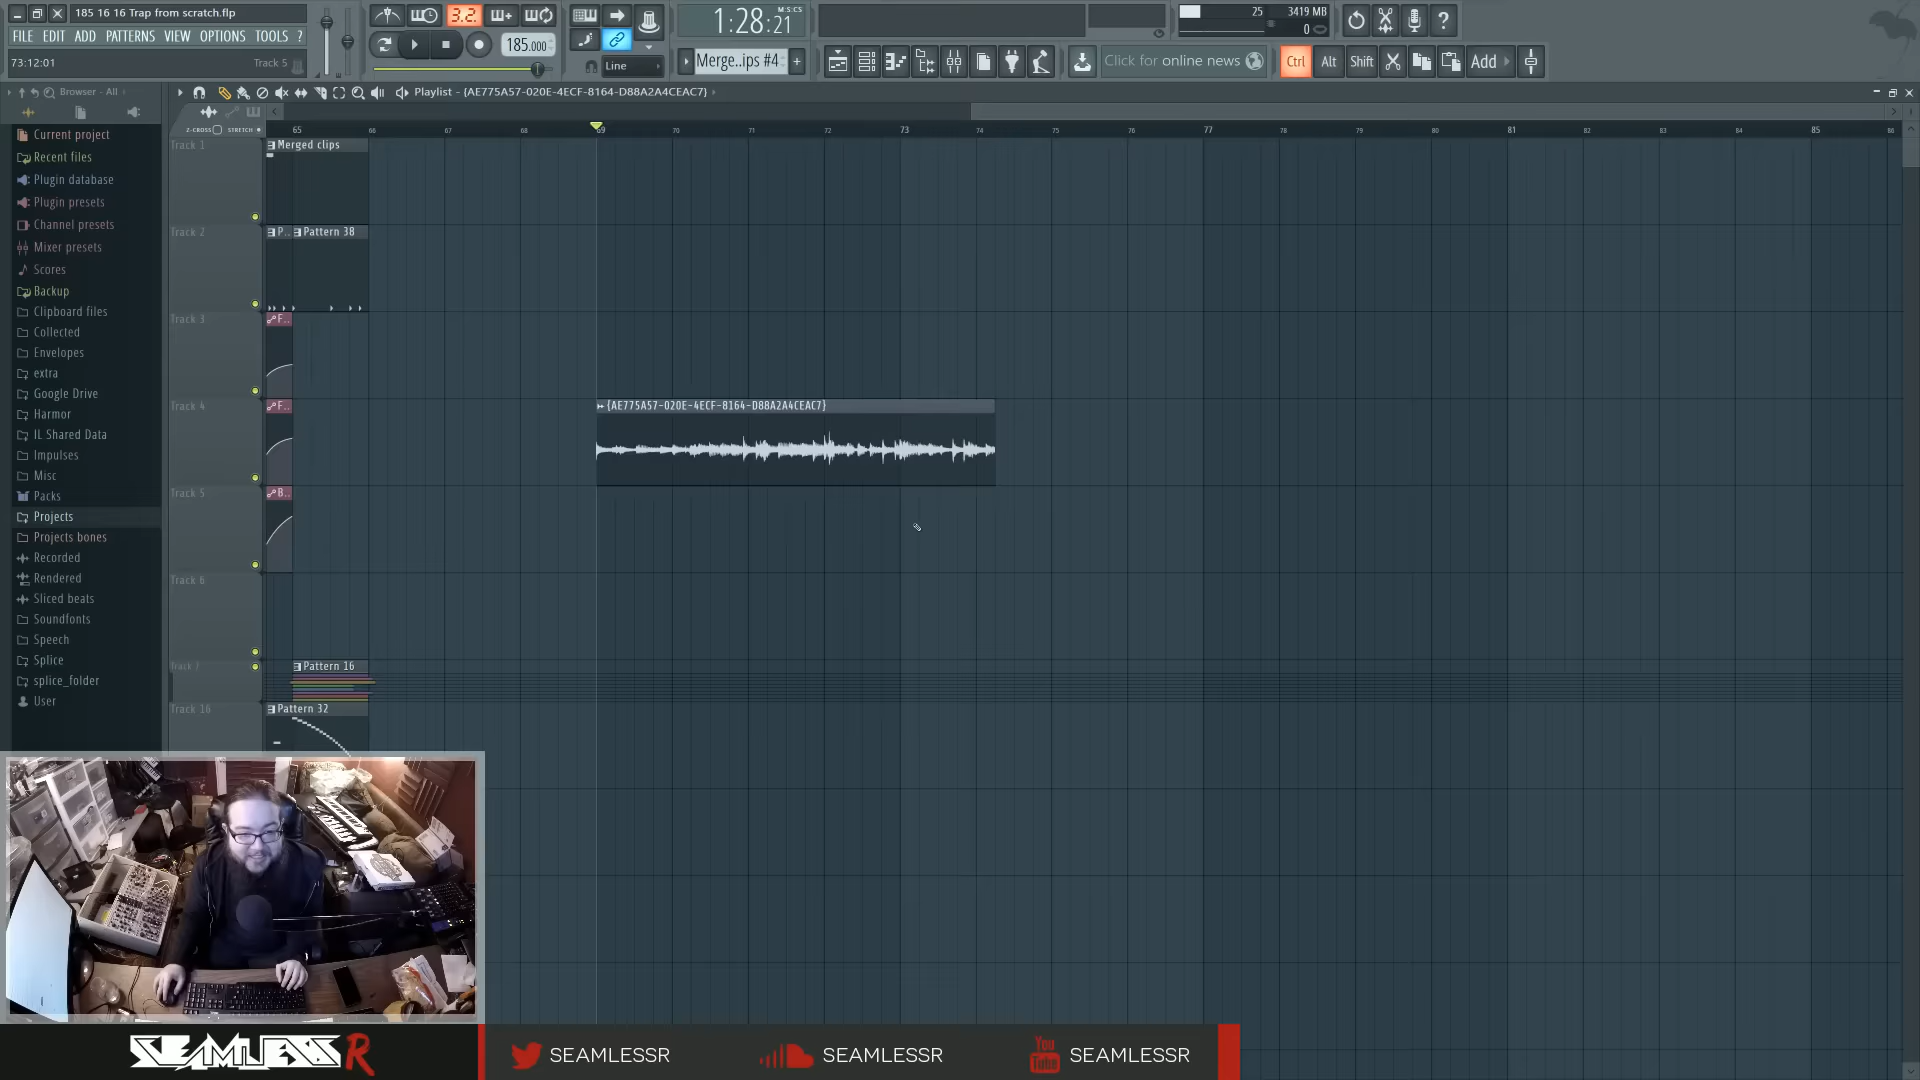 185 16 16 Trap from scratch.flp
FILE EDIT ADD PATTERNS VIEW OPTIONS TOOLS ?
73:12:01 Track 5
3.2
185.000
Line
1:28:21
M:S:CS
Merge..ips #4
25 3419 MB
0
Click for online news
Ctrl Alt Shift Add
Browser - All
Playlist - {AE775A57-020E-4ECF-8164-D88A2A4CEAC7}
Z-CROSS STRETCH
65 66 67 68 69 70 71 72 73 74 75 76 77 78 79 80 81 82 83 84 85 86
Current project
Recent files
Plugin database
Plugin presets
Channel presets
Mixer presets
Scores
Backup
Clipboard files
Collected
Envelopes
extra
Google Drive
Harmor
IL Shared Data
Impulses
Misc
Packs
Projects
Projects bones
Recorded
Rendered
Sliced beats
Soundfonts
Speech
Splice
splice_folder
User
Track 1 Merged clips
Track 2 P.. Pattern 38
Track 3 F..
Track 4 F.. {AE775A57-020E-4ECF-8164-D88A2A4CEAC7}
Track 5 B..
Track 6
Track 7 Pattern 16
Track 16 Pattern 32
SEAMLESSR SEAMLESSR SEAMLESSR You Tube SEAMLESSR